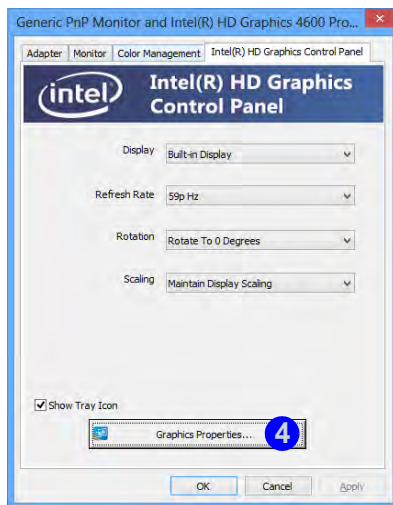 Generic PnP Monitor and Intel(R) HD Graphics 4600 Pro...
Adapter Monitor Color Management Intel(R) HD Graphics Control Panel
intel Intel(R) HD Graphics
Control Panel
Display Built-in Display
Refresh Rate 59p Hz
Rotation Rotate To 0 Degrees
Scaling Maintain Display Scaling
Show Tray Icon
Graphics Properties... 4
OK Cancel Apply